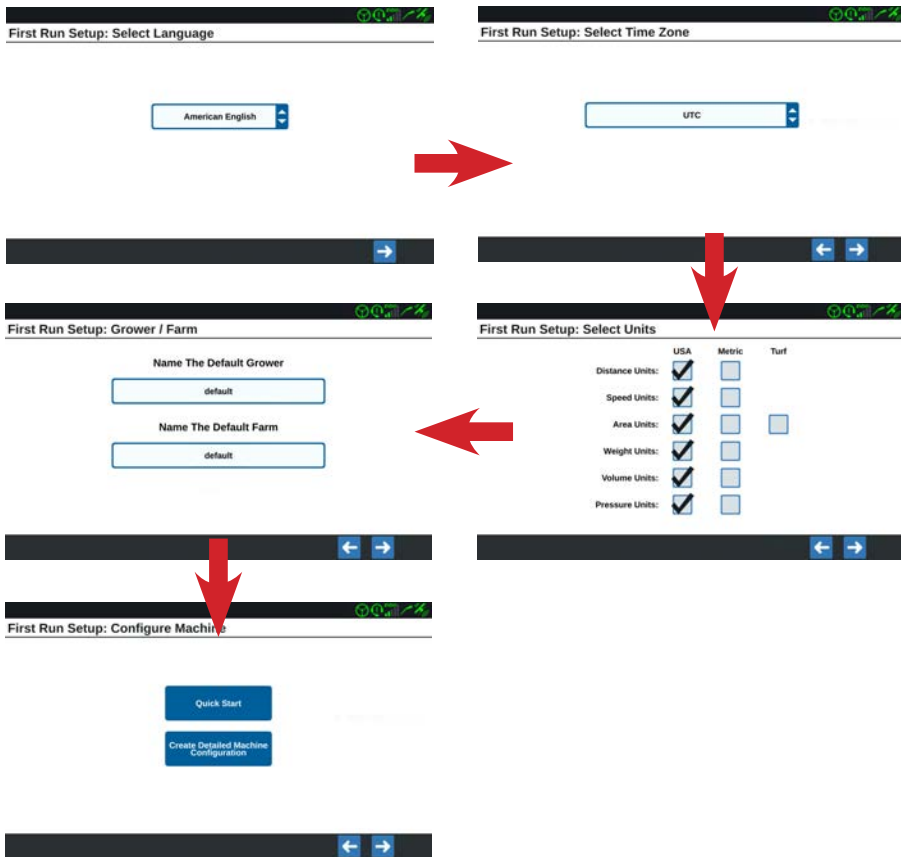 First Run Setup: Select Language
American English
First Run Setup: Select Time Zone
UTC
First Run Setup: Select Units
USA Metric Turf
Distance Units:
Speed Units:
Area Units:
Weight Units:
Volume Units:
Pressure Units:
First Run Setup: Grower / Farm
Name The Default Grower
default
Name The Default Farm
default
First Run Setup: Configure Machine
Quick Start
Create Detailed Machine
Configuration